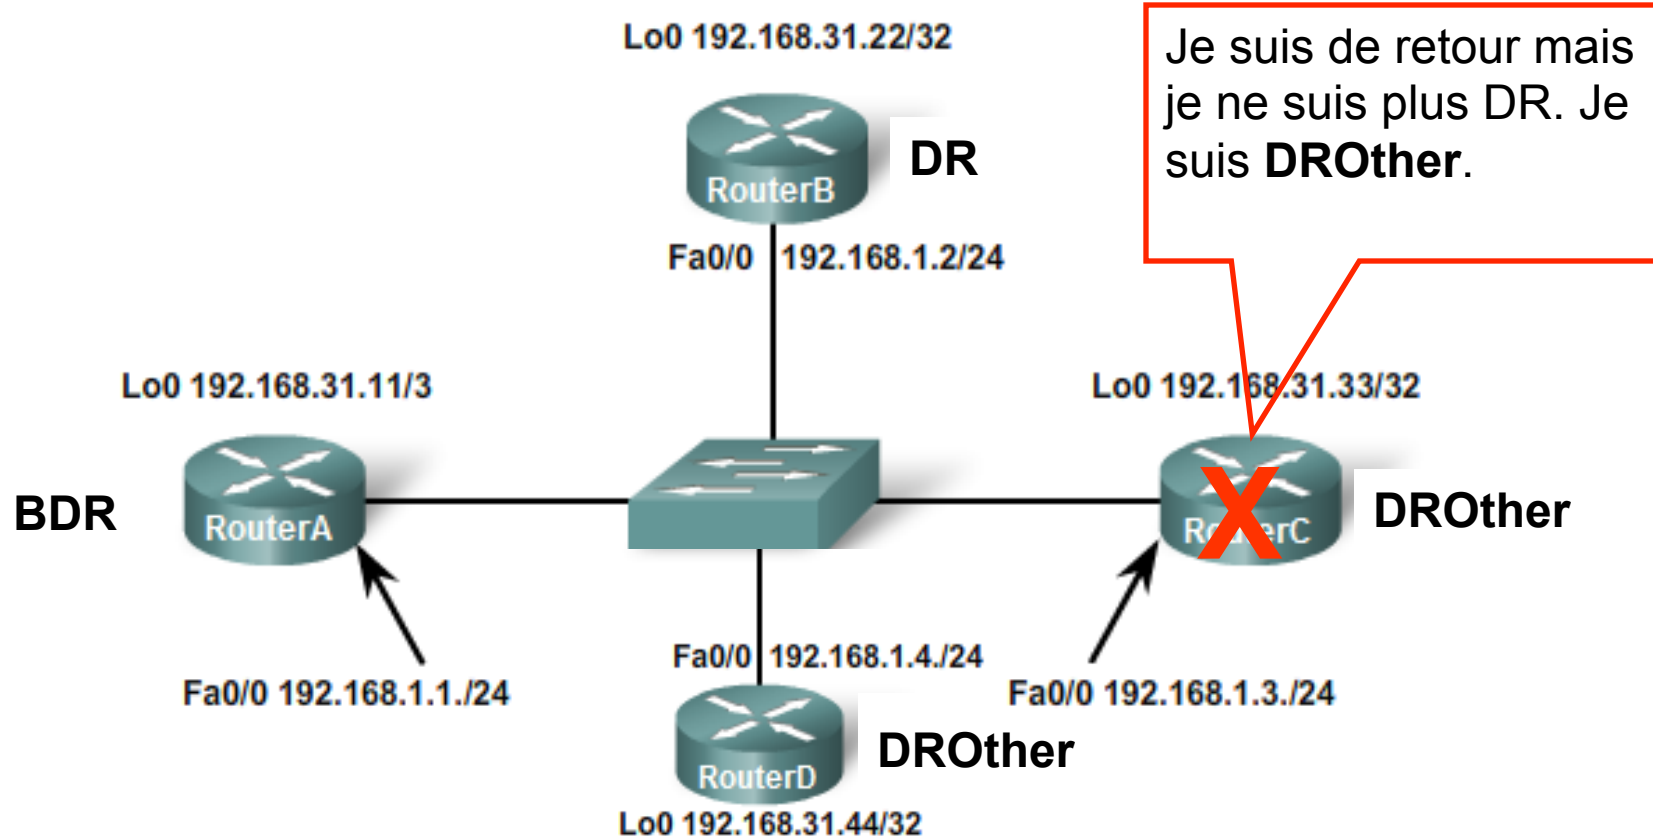 Lo0 192.168.31.22/32
Je suis de retour mais
je ne suis plus DR. Je
suis DROther.
DR
RouterB
Fa0/0 192.168.1.2/24
Lo0 192.168.31.11/3
Lo0 192.168.31.33/32
BDR
RouterA
X
RouterC
DROther
Fa0/0 192.168.1.1./24
Fa0/0 192.168.1.4./24
Fa0/0 192.168.1.3./24
DROther
RouterD
Lo0 192.168.31.44/32